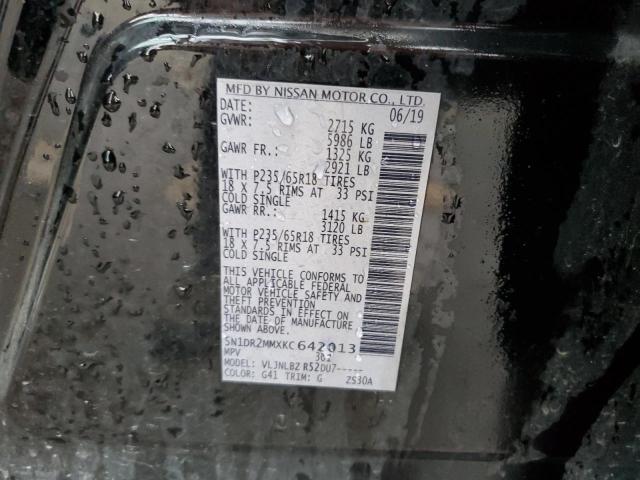 MFD BY NISSAN MOTOR CO., LTD.
DATE: 06/19
GVWR: 2715 KG
5986 LB
GAWR FR.: 1325 KG
2921 LB
WITH P235/65R18 TIRES
18 X 7.5 RIMS AT 33 PSI
COLD SINGLE
GAWR RR.: 1415 KG
3120 LB
WITH P235/65R18 TIRES
18 X 7.5 RIMS AT 33 PSI
COLD SINGLE
THIS VEHICLE CONFORMS TO
ALL APPLICABLE FEDERAL
MOTOR VEHICLE SAFETY AND
THEFT PREVENTION
STANDARDS IN EFFECT ON
THE DATE OF MANUFACTURE
SHOWN ABOVE.
5N1DR2MMXKC642013
MPV
MODEL: VLJNLBZ R52DU7-----
COLOR: G41 TRIM: G ZS30A